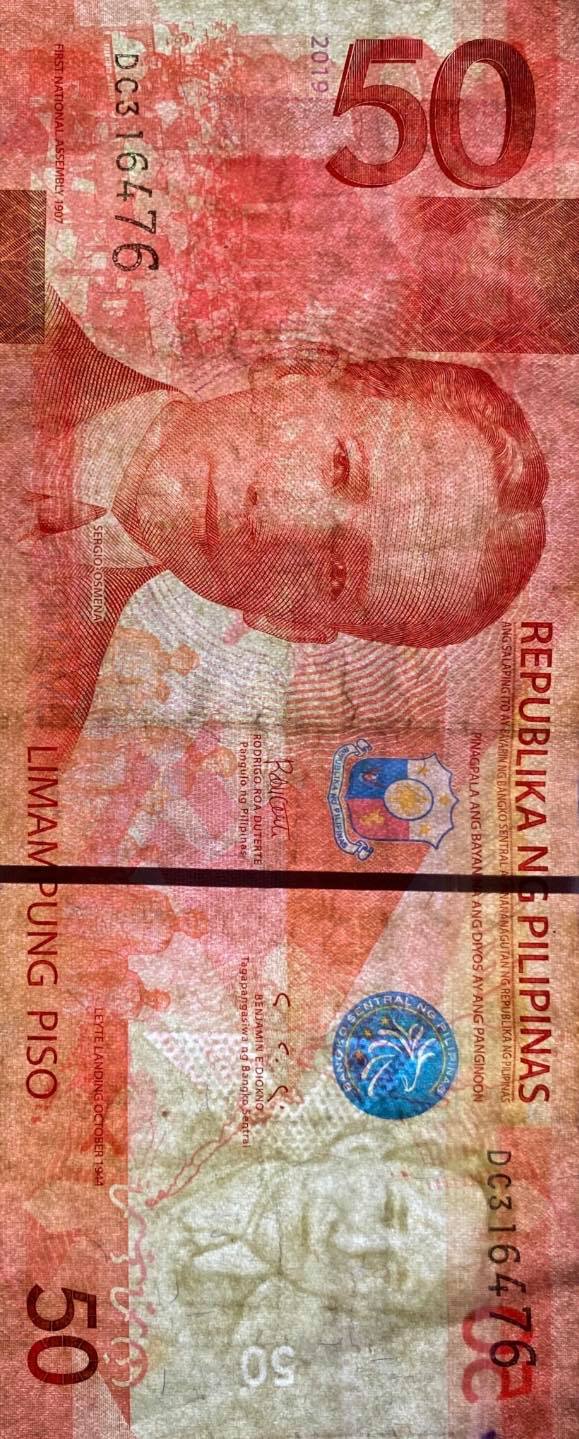 50
2019
DC316476
FIRST NATIONAL ASSEMBLY 1907
SERGIO OSMEÑA
REPUBLIKA NG PILIPINAS
ANG SALAPING ITO AY BAYARIN NG BANGKO SENTRAL AT PANANAGUTAN NG REPUBLIKA NG PILIPINAS
PINAGPALA ANG BAYAN NA ANG DIYOS AY ANG PANGINOON
REPUBLIKA NG PILIPINAS
BANGKO SENTRAL NG PILIPINAS
RODRIGO ROA DUTERTE
Pangulo ng Pilipinas
BENJAMIN E. DIOKNO
Tagapangasiwa ng Bangko Sentral
DC316476
50
50
ᜉᜒᜎᜒᜉᜒᜈᜓ
LEYTE LANDING OCTOBER 1944
LIMAMPUNG PISO
50